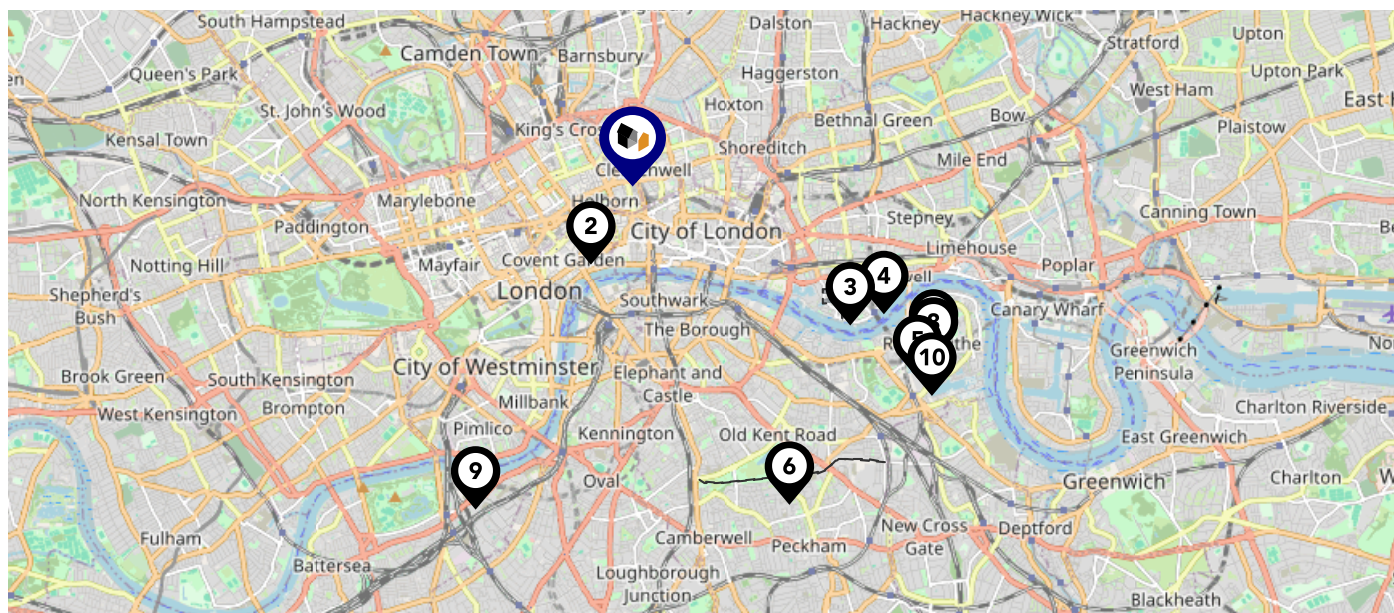 South Hampstead
Camden Town
Barnsbury
Dalston
Hackney
Hackney Wick
Stratford
Upton
Queen's Park
Haggerston
Upton Park
St. John's Wood
Hoxton
West Ham
East
Kensal Town
King's
Bethnal Green
Bow
Plaistow
Shoreditch
Mile End
North Kensington
Marylebone
Holborn
Stepney
Canning Town
Paddington
2
City of London
Limehouse
Notting Hill
Mayfair
Covent Garden
Poplar
Shepherd's
Bush
London
Southwark
3
4
Canary Wharf
The Borough
8
5
10
Greenwich
Peninsula
Brook Green
South Kensington
City of Westminster
Elephant and
Castle
West Kensington
Brompton
Millbank
Charlton Riverside
Pimlico
Kennington
Old Kent Road
East Greenwich
9
Oval
6
Greenwich
Charlton
Fulham
Camberwell
Peckham
New Cross
Gate
Deptford
Battersea
Loughborough
Junction
Blackheath